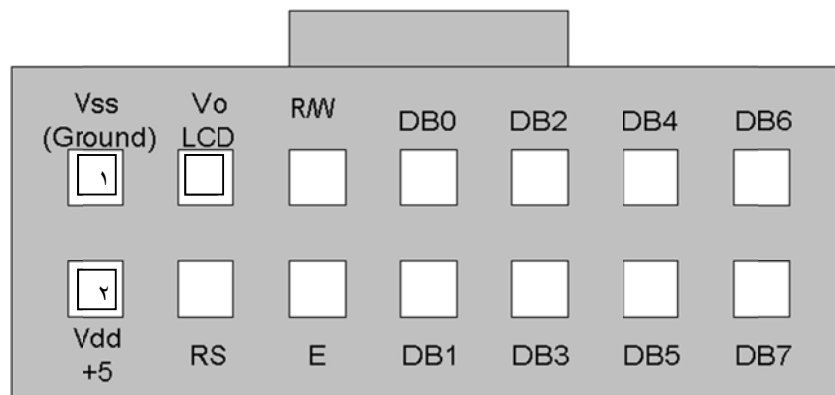 Vss Vo R/W DB0 DB2 DB4 DB6
(Ground) LCD
١
٢
Vdd RS E DB1 DB3 DB5 DB7
+5